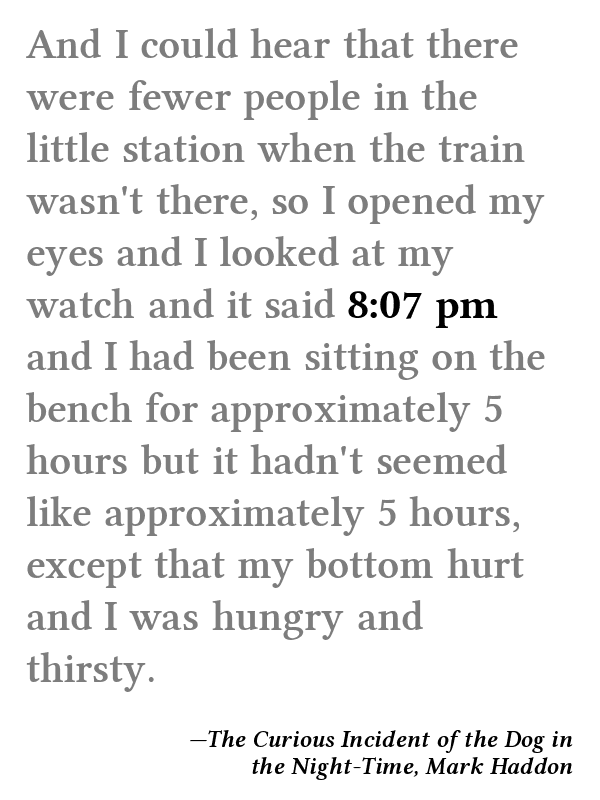 And I could hear that there
were fewer people in the
little station when the train
wasn't there, so I opened my
eyes and I looked at my
watch and it said 8:07 pm
and I had been sitting on the
bench for approximately 5
hours but it hadn't seemed
like approximately 5 hours,
except that my bottom hurt
and I was hungry and
thirsty.
—The Curious Incident of the Dog in
the Night-Time, Mark Haddon